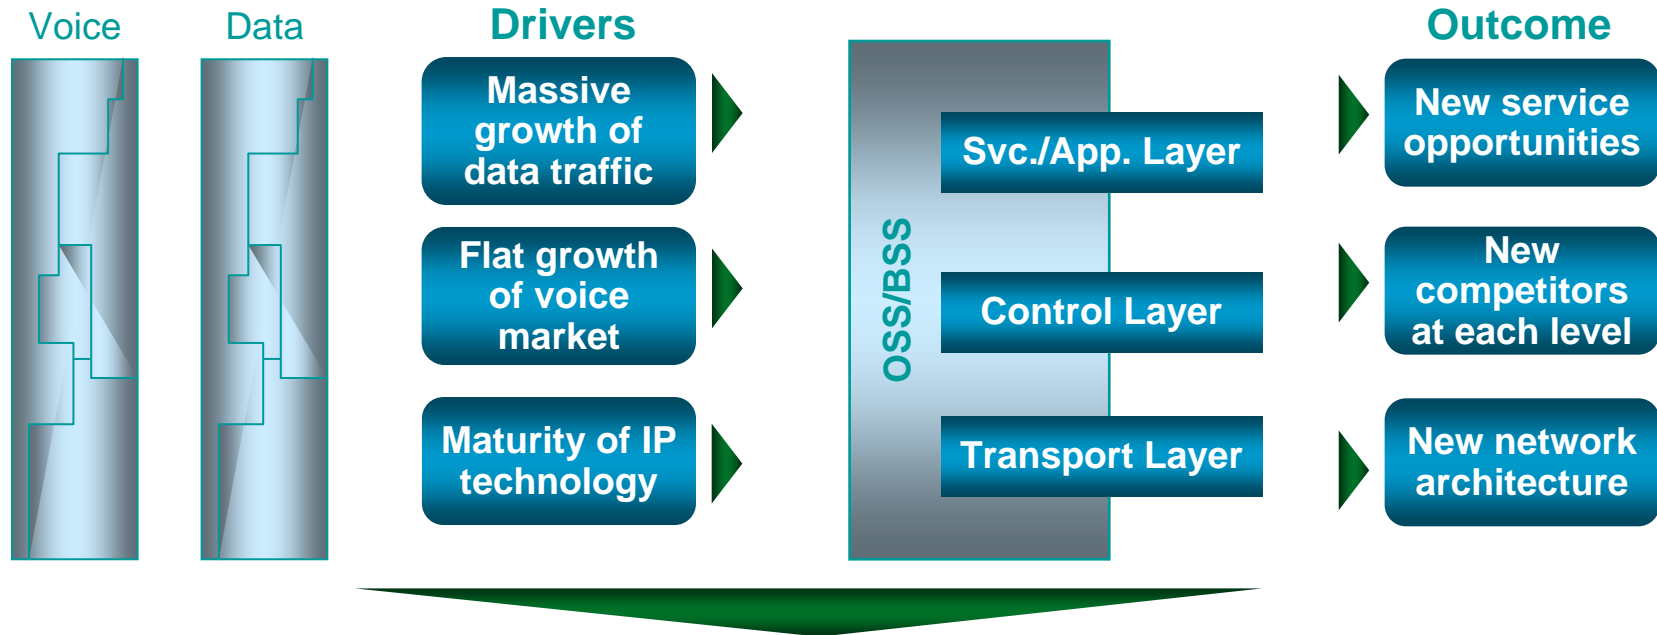 Voice
Data
Drivers
Outcome
Massive
growth of
data traffic
Flat growth
of voice
market
Maturity of IP
technology
OSS/BSS
Svc./App. Layer
Control Layer
Transport Layer
New service
opportunities
New
competitors
at each level
New network
architecture